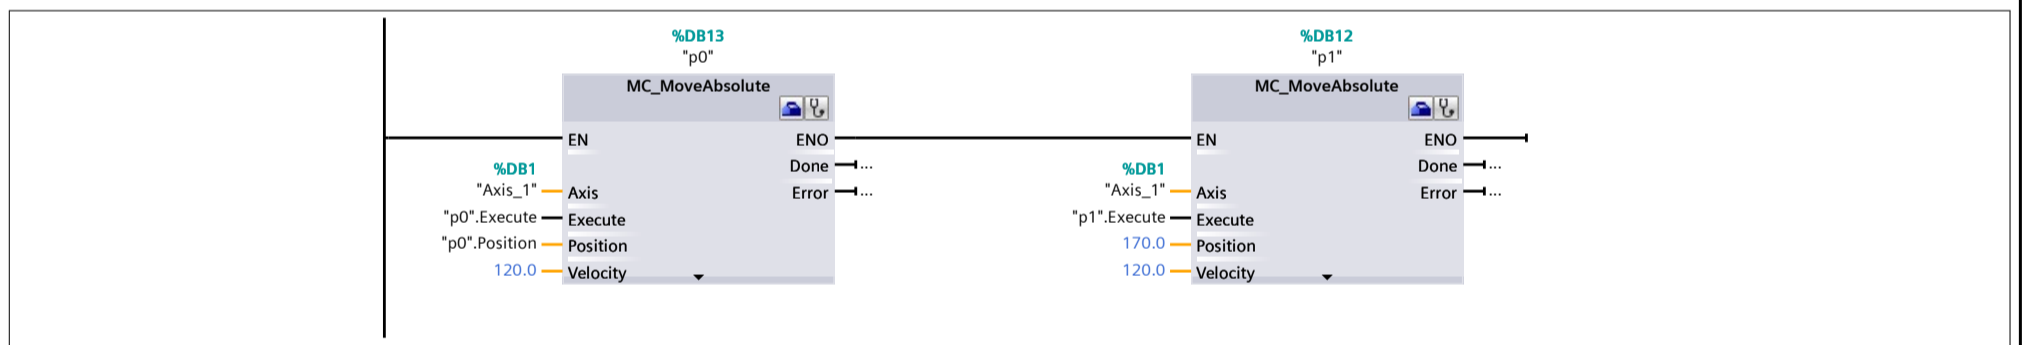 %DB13
"p0"
MC_MoveAbsolute
EN
ENO
Done
...
%DB1
"Axis_1"
Axis
Error
...
"p0".Execute
Execute
"p0".Position
Position
120.0
Velocity
%DB12
"p1"
MC_MoveAbsolute
EN
ENO
Done
...
%DB1
"Axis_1"
Axis
Error
...
"p1".Execute
Execute
170.0
Position
120.0
Velocity